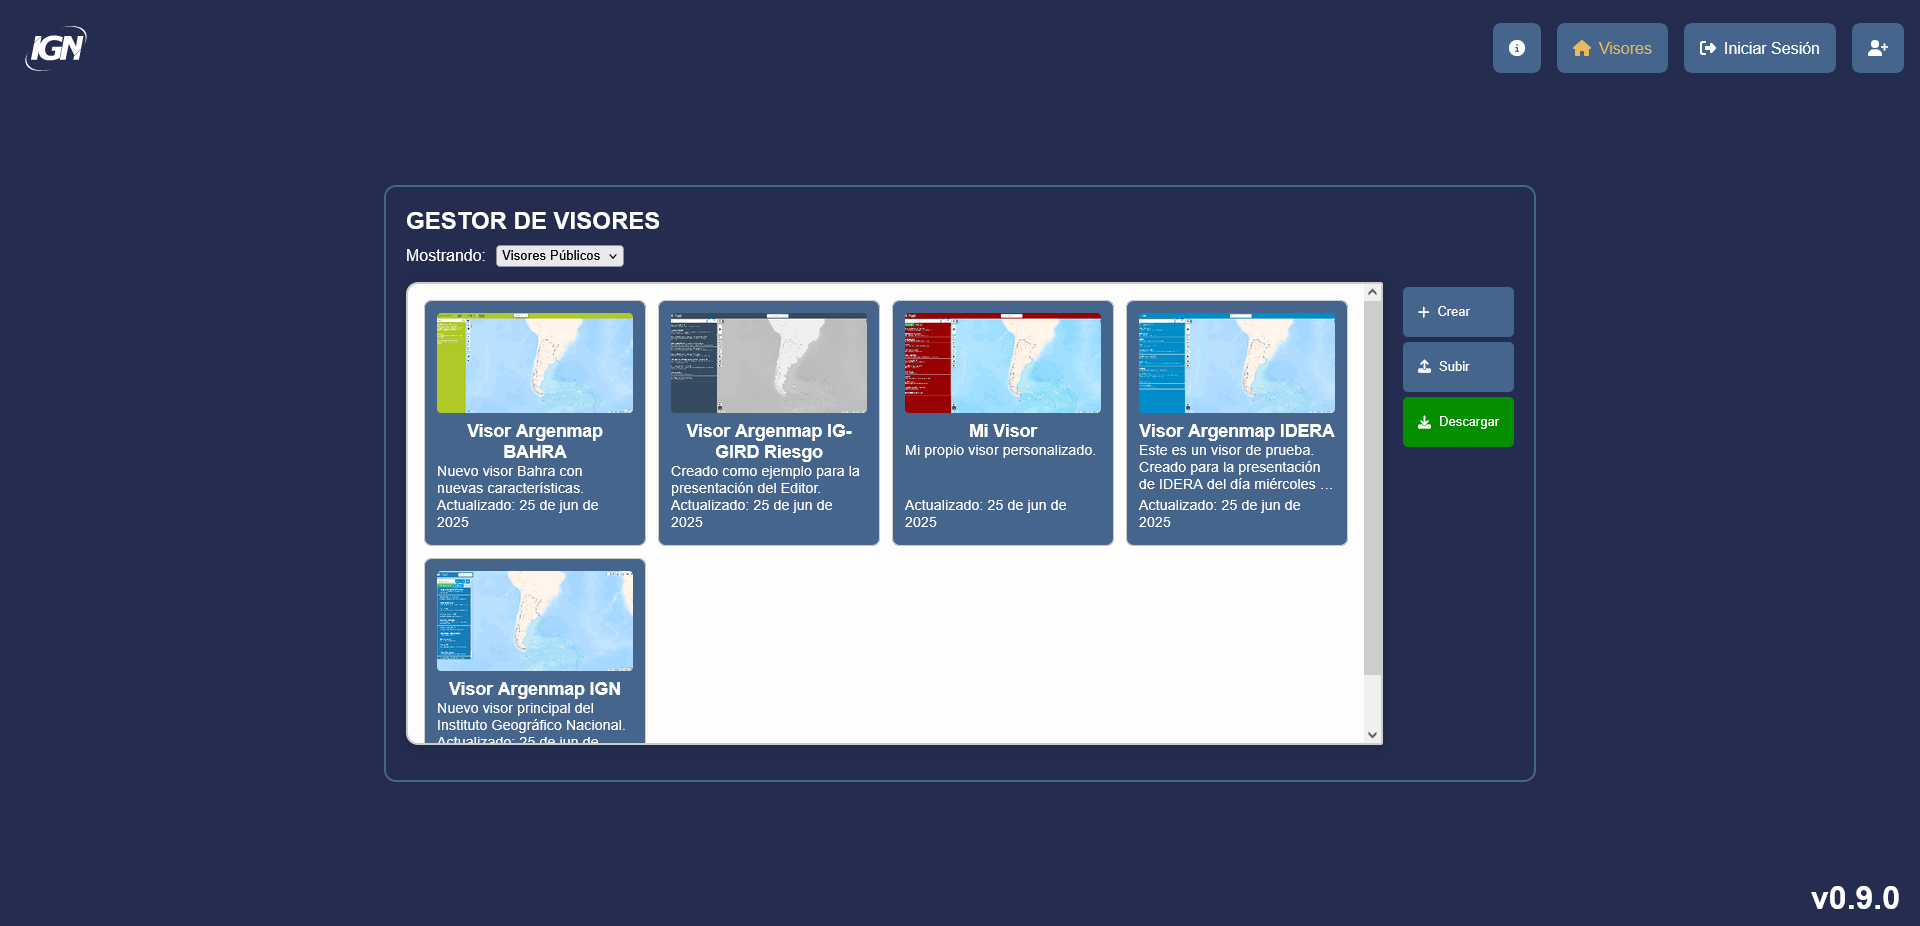 IGN
Visores
Iniciar Sesión
GESTOR DE VISORES
Mostrando: Visores Públicos
Crear
Subir
Descargar
Visor Argenmap
BAHRA
Nuevo visor Bahra con
nuevas características.
Actualizado: 25 de jun de
2025
Visor Argenmap IG-
GIRD Riesgo
Creado como ejemplo para la
presentación del Editor.
Actualizado: 25 de jun de
2025
Mi Visor
Mi propio visor personalizado.
Actualizado: 25 de jun de
2025
Visor Argenmap IDERA
Este es un visor de prueba.
Creado para la presentación
de IDERA del día miércoles ...
Actualizado: 25 de jun de
2025
Visor Argenmap IGN
Nuevo visor principal del
Instituto Geográfico Nacional.
Actualizado: 25 de jun de
v0.9.0